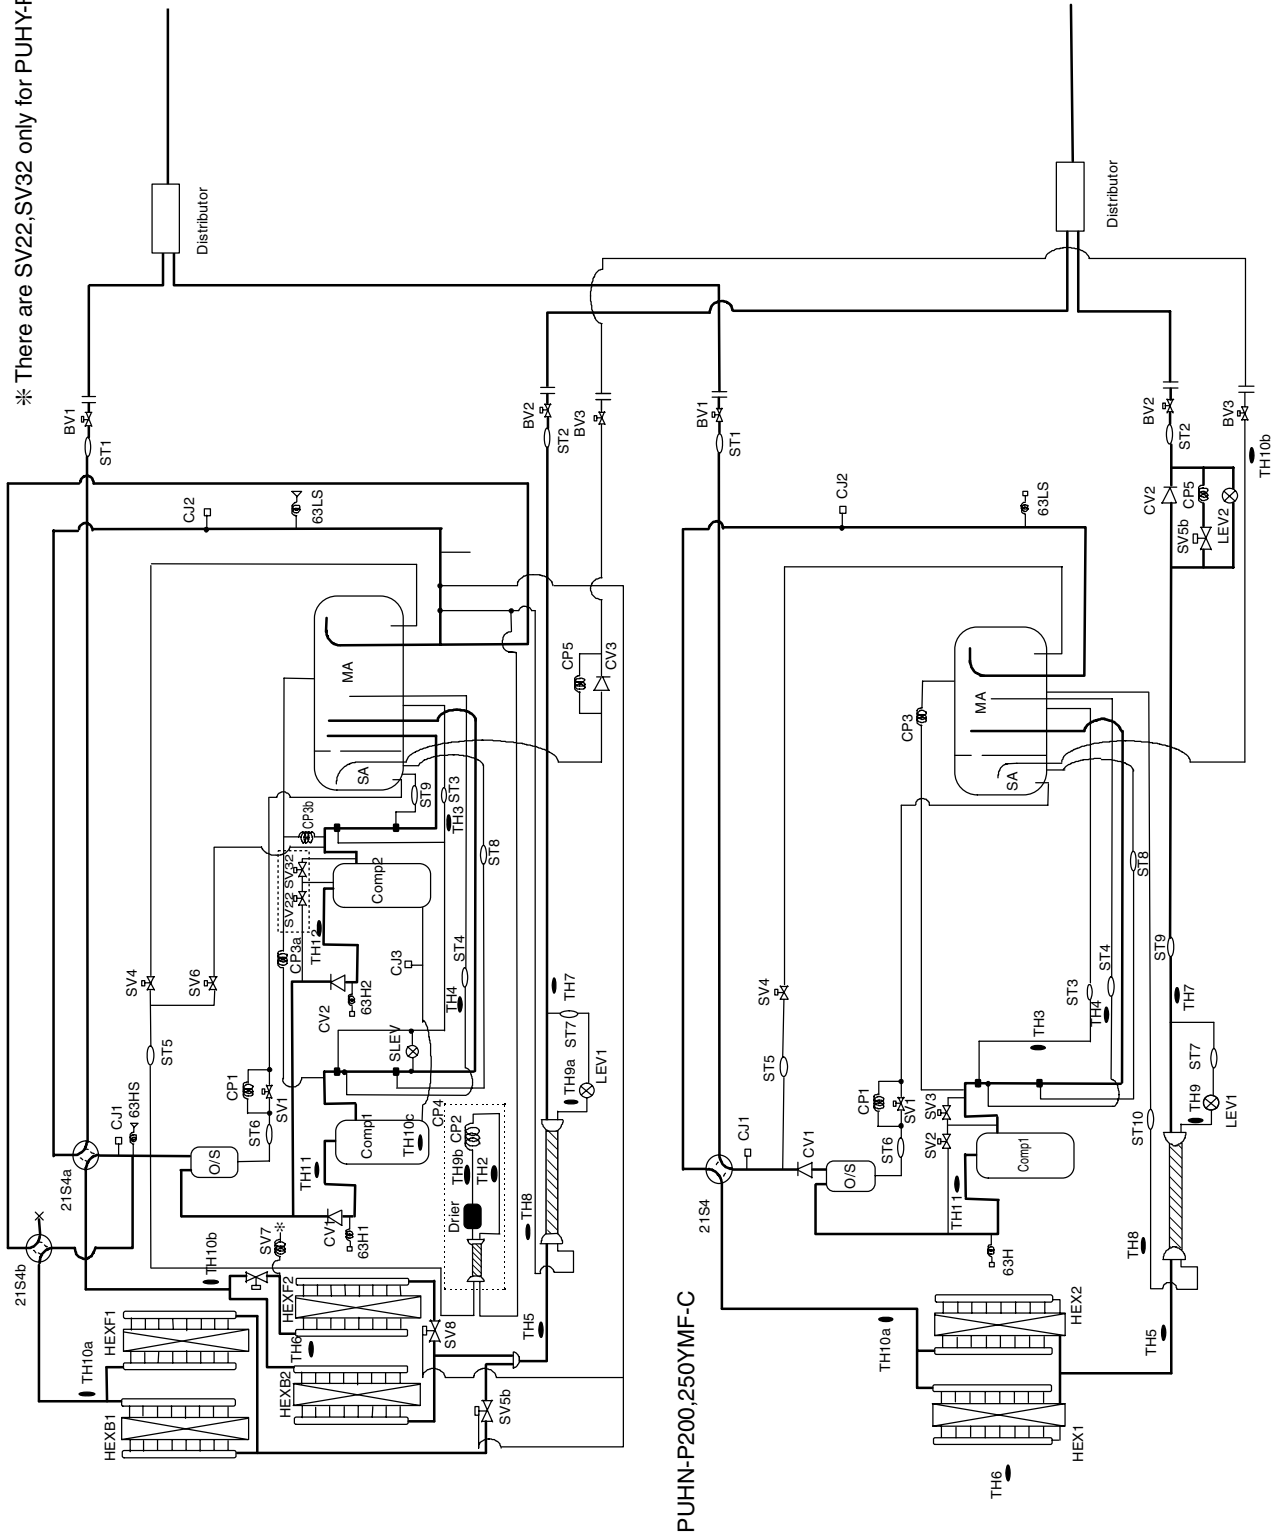 ✻ There are SV22,SV32 only for PUHY-P
Distributor
Distributor
BV1
ST1
BV2
ST2
BV3
BV1
ST1
BV2
ST2
BV3
TH10b
CJ2
63LS
CP5
CV3
MA
SA
ST9
ST3
TH3
ST8
CP3b
SV32
SV22
Comp2
TH12
CP3a
CV2
63H2
CJ3
ST4
TH4
SLEV
SV4
SV6
ST5
CP1
SV1
ST6
63HS
CJ1
21S4a
21S4b
O/S
Comp1
TH10c
TH11
CV1
63H1
SV7
✻
TH10b
CP4
CP2
TH9b
TH2
Drier
TH7
ST7
TH9a
LEV1
TH8
TH5
HEXF1
TH10a
HEXB1
HEXF2
TH6
HEXB2
SV8
SV5b
PUHN-P200,250YMF-C
CJ2
63LS
CV2
CP5
SV5b
LEV2
CP3
MA
SA
ST8
SV4
ST5
ST3
ST4
TH4
TH3
ST9
TH7
CP1
SV1
ST6
SV3
SV2
CJ1
CV1
21S4
O/S
Comp1
TH11
63H
ST10
ST7
TH9
LEV1
TH8
TH5
TH10a
HEX2
HEX1
TH6